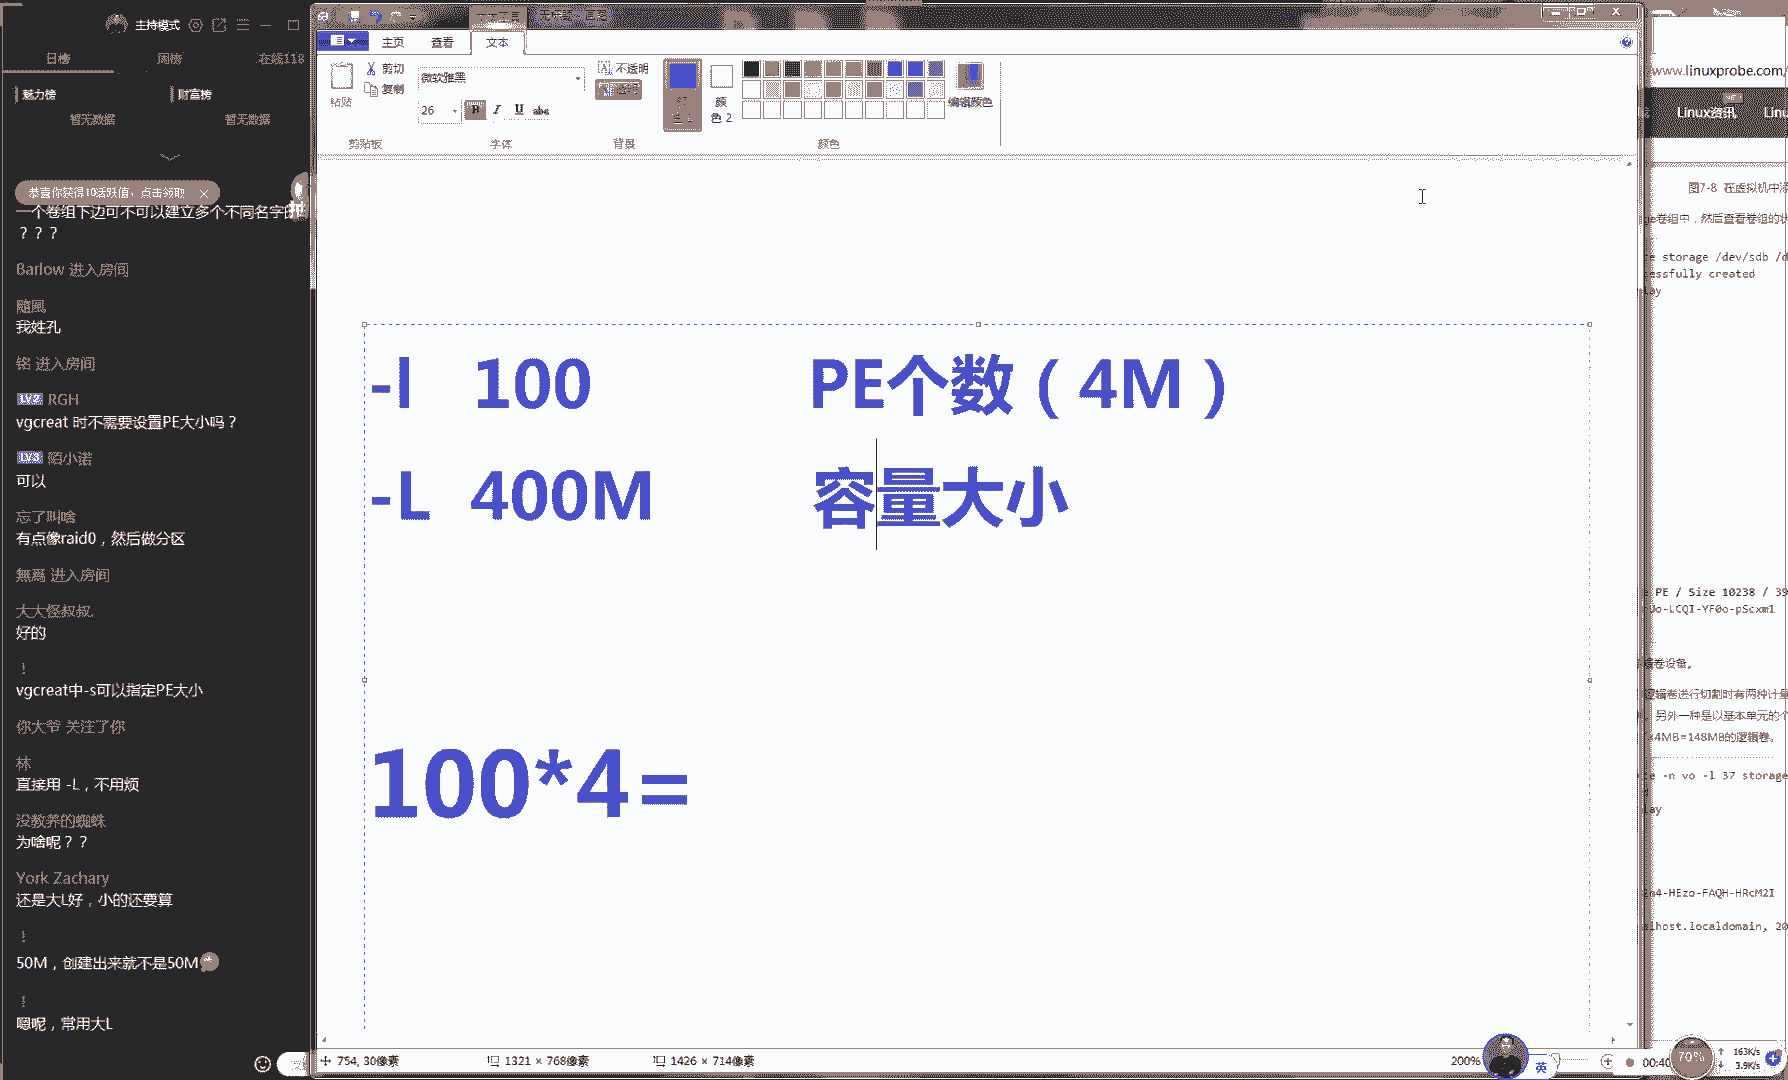 主持模式
日榜
周榜
在线118
魅力榜
财富榜
暂无数据
暂无数据
恭喜你获得10活跃值，点击领取
一个卷组下边可不可以建立多个不同名字的
？？？
Barlow 进入房间
随風
我姓孔
铭 进入房间
LV2 RGH
vgcreat 时不需要设置PE大小吗？
LV3 陌小诺
可以
忘了叫啥
有点像raid0，然后做分区
無焉 进入房间
大大怪叔叔.
好的
vgcreat中-s可以指定PE大小
你大爷 关注了你
林
直接用 -L，不用烦
没教养的蜘蛛
为啥呢？？
York Zachary
还是大L好，小的还要算
50M，创建出来就不是50M
嗯呢，常用大L
主页
查看
文本
粘贴
剪切
复制
剪贴板
微软雅黑
26
B I U abc
字体
不透明
透明
背景
颜
色 2
颜色
编辑颜色
-l 100 PE个数（4M）
-L 400M 容量大小
100*4=
754, 30像素
1321 × 768像素
1426 × 714像素
200%
英
00:40
70%
163K/s
3.9K/s
www.linuxprobe.com/
Linux资讯
图7-8 在虚拟机中添
卷组中，然后查看卷组的状
storage /dev/sdb /d
essfully created
lay
PE / Size 10238 / 39
Jo-LCQI-YF0o-pScxm1
卷设备。
逻辑卷进行切割时有两种计量
另外一种是以基本单元的个
×4MB=148MB的逻辑卷。
-n vo -l 37 storage
lay
-HEzo-FAQH-HRcM2I
lhost.localdomain, 20